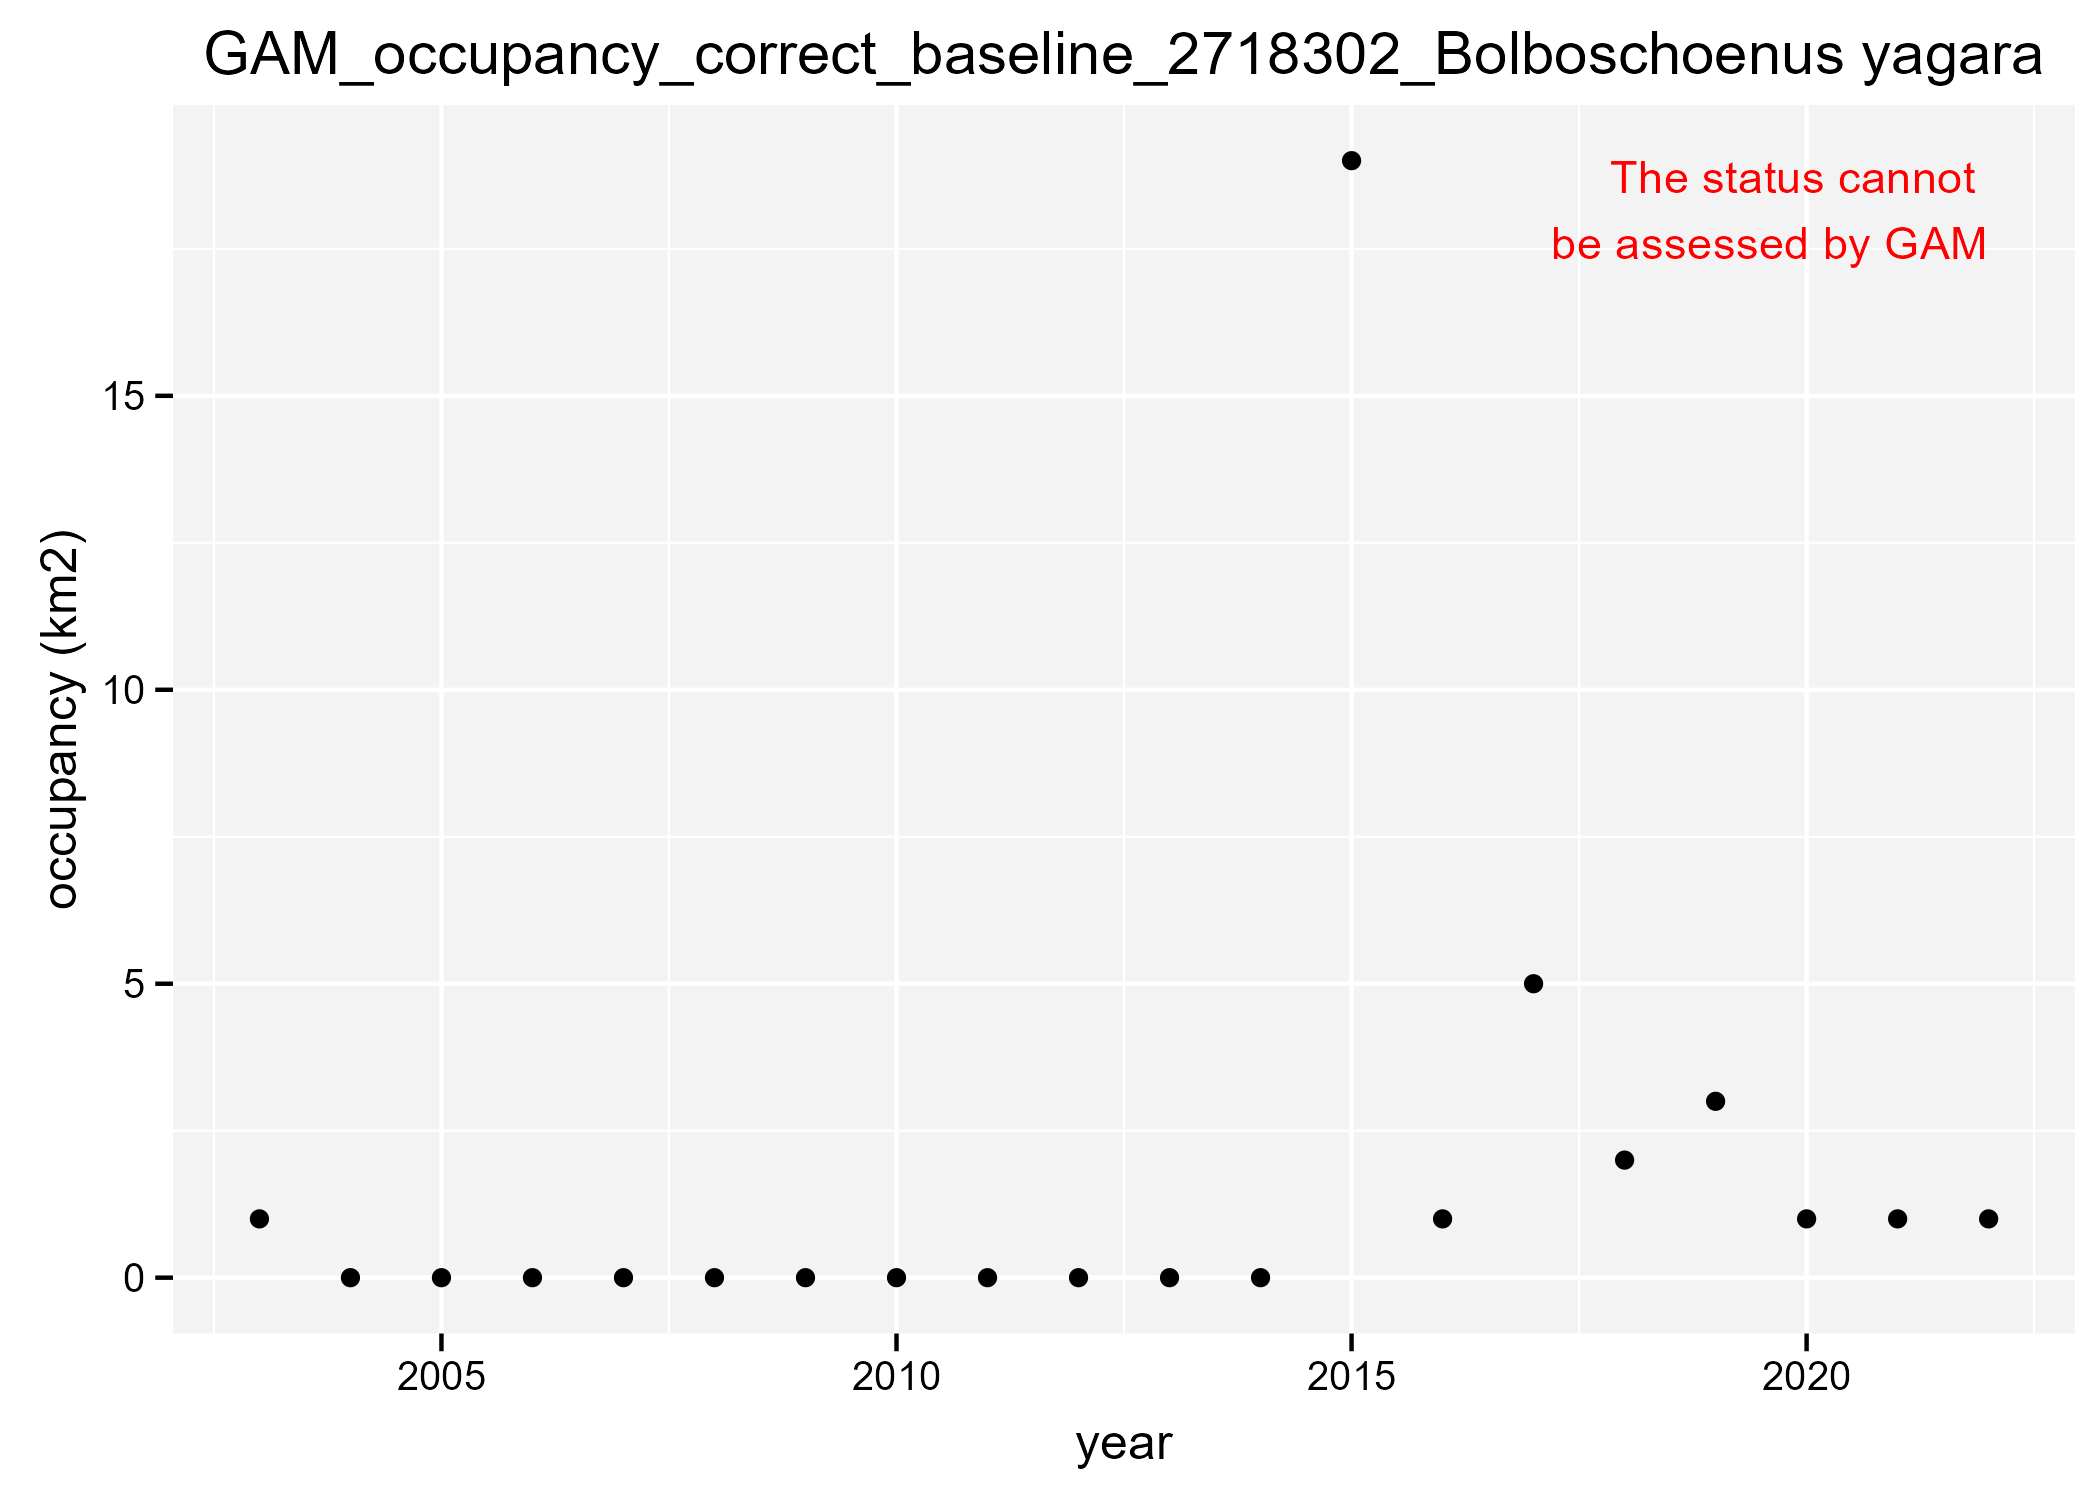 GAM_occupancy_correct_baseline_2718302_Bolboschoenus yagara
The status cannot
be assessed by GAM
occupancy (km2)
15
10
5
0
2005 2010 2015 2020
year